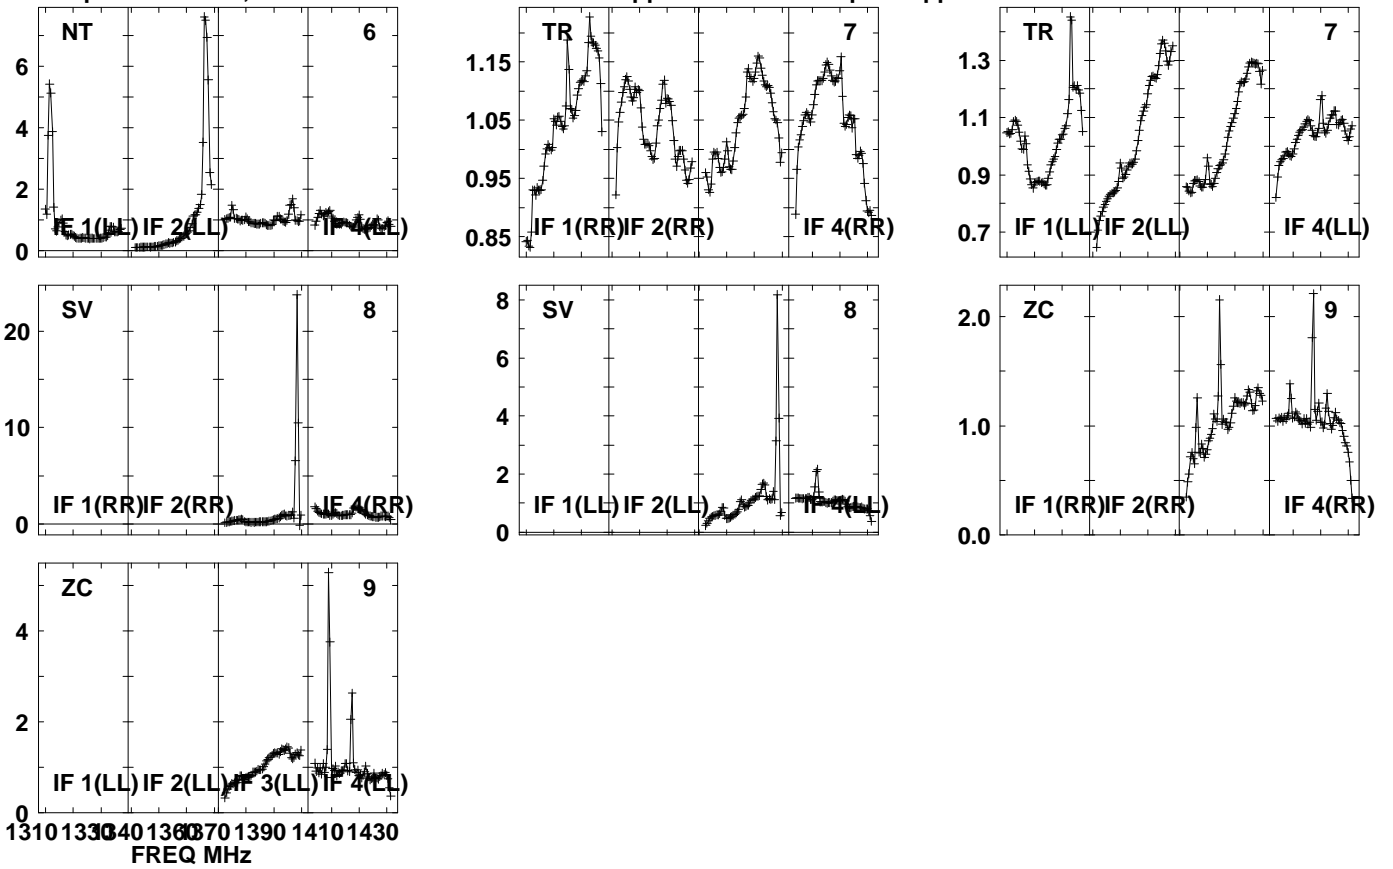 NT 6
6
4
2
0
IF 1(LL) IF 2(LL) IF 4(LL)
TR 7
1.15
1.05
0.95
0.85
IF 1(RR) IF 2(RR) IF 4(RR)
TR 7
1.3
1.1
0.9
0.7
IF 1(LL) IF 2(LL) IF 4(LL)
SV 8
20
10
0
IF 1(RR) IF 2(RR) IF 4(RR)
SV 8
8
6
4
2
0
IF 1(LL) IF 2(LL) IF 4(LL)
ZC 9
2.0
1.0
0.0
IF 1(RR) IF 2(RR) IF 4(RR)
ZC 9
4
2
0
IF 1(LL) IF 2(LL) IF 3(LL) IF 4(LL)
1310 1330 1340 1360 1370 1390 1410 1430
FREQ MHz